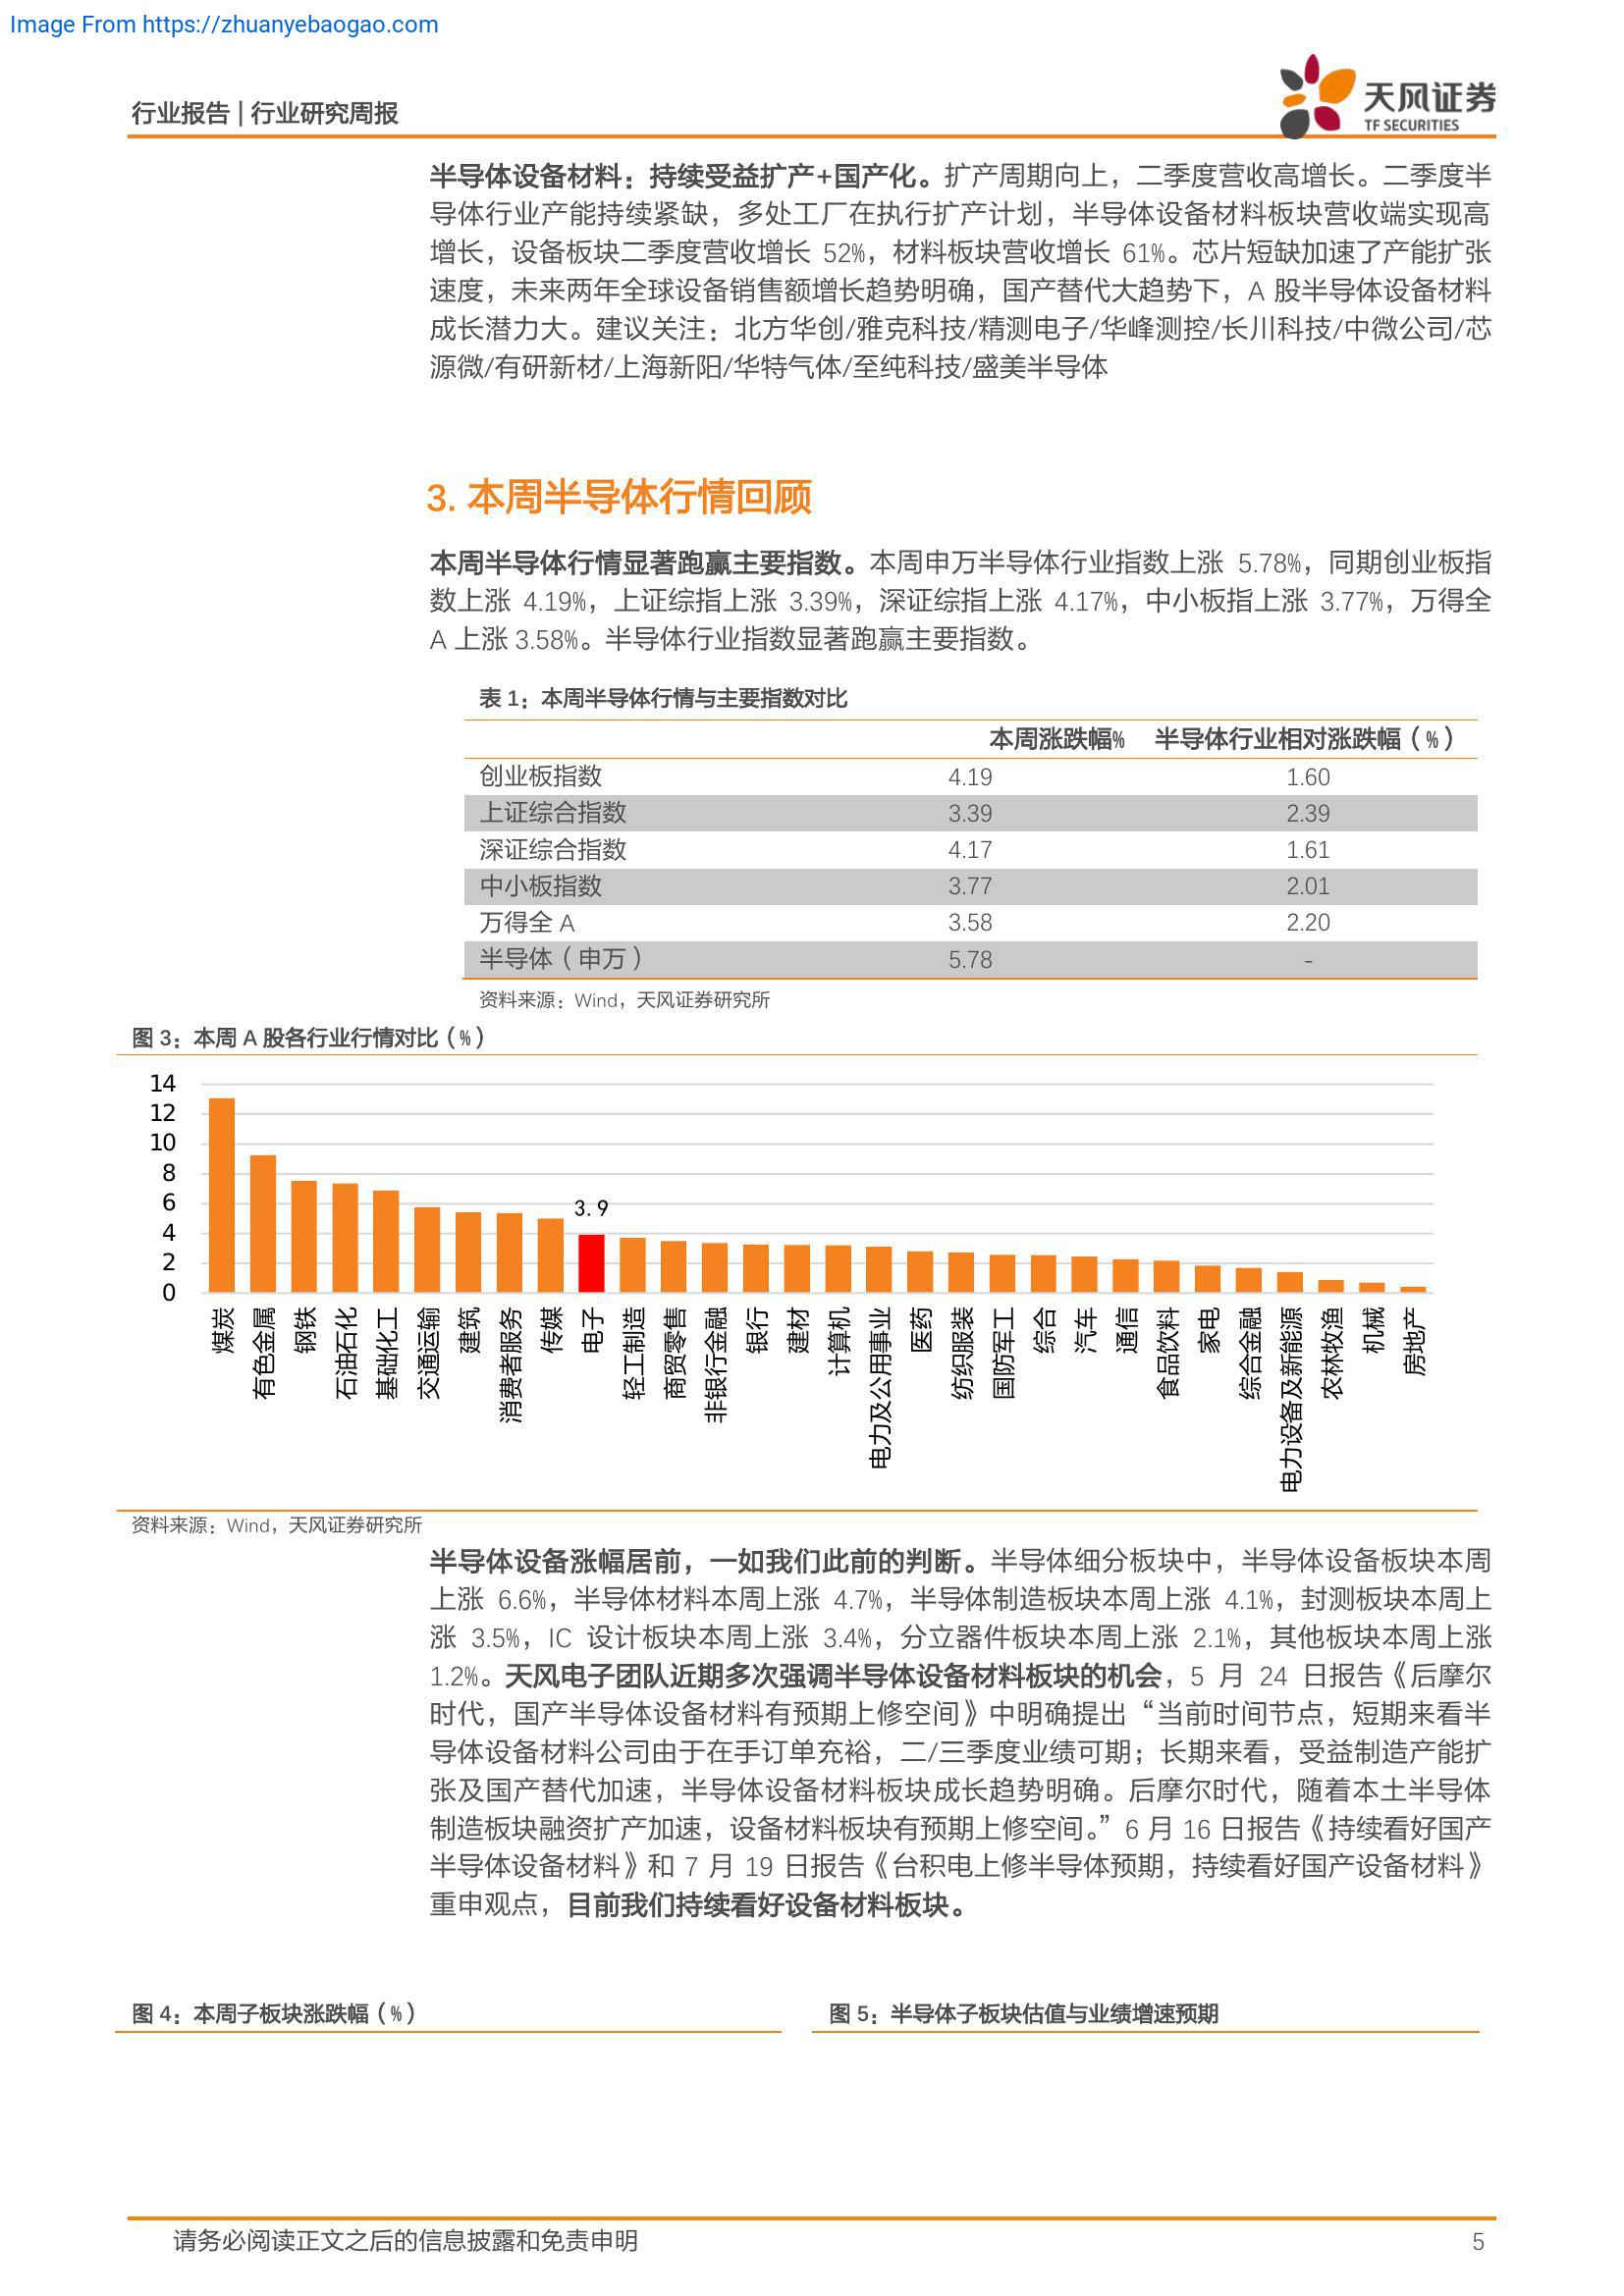 Image From https://zhuanyebaogao.com
行业报告 | 行业研究周报
天风证券
TF SECURITIES
半导体设备材料：持续受益扩产+国产化。扩产周期向上，二季度营收高增长。二季度半
导体行业产能持续紧缺，多处工厂在执行扩产计划，半导体设备材料板块营收端实现高
增长，设备板块二季度营收增长 52%，材料板块营收增长 61%。芯片短缺加速了产能扩张
速度，未来两年全球设备销售额增长趋势明确，国产替代大趋势下，A 股半导体设备材料
成长潜力大。建议关注：北方华创/雅克科技/精测电子/华峰测控/长川科技/中微公司/芯
源微/有研新材/上海新阳/华特气体/至纯科技/盛美半导体
3. 本周半导体行情回顾
本周半导体行情显著跑赢主要指数。本周申万半导体行业指数上涨 5.78%，同期创业板指
数上涨 4.19%，上证综指上涨 3.39%，深证综指上涨 4.17%，中小板指上涨 3.77%，万得全
A 上涨 3.58%。半导体行业指数显著跑赢主要指数。
表 1：本周半导体行情与主要指数对比
本周涨跌幅% 半导体行业相对涨跌幅（%）
创业板指数 4.19 1.60
上证综合指数 3.39 2.39
深证综合指数 4.17 1.61
中小板指数 3.77 2.01
万得全 A 3.58 2.20
半导体（申万） 5.78 -
资料来源：Wind，天风证券研究所
图 3：本周 A 股各行业行情对比（%）
14
12
10
8
6
4
2
0
3.9
煤炭
有色金属
钢铁
石油石化
基础化工
交通运输
建筑
消费者服务
传媒
电子
轻工制造
商贸零售
非银行金融
银行
建材
计算机
电力及公用事业
医药
纺织服装
国防军工
综合
汽车
通信
食品饮料
家电
综合金融
电力设备及新能源
农林牧渔
机械
房地产
资料来源：Wind，天风证券研究所
半导体设备涨幅居前，一如我们此前的判断。半导体细分板块中，半导体设备板块本周
上涨 6.6%，半导体材料本周上涨 4.7%，半导体制造板块本周上涨 4.1%，封测板块本周上
涨 3.5%，IC 设计板块本周上涨 3.4%，分立器件板块本周上涨 2.1%，其他板块本周上涨
1.2%。天风电子团队近期多次强调半导体设备材料板块的机会，5 月 24 日报告《后摩尔
时代，国产半导体设备材料有预期上修空间》中明确提出“当前时间节点，短期来看半
导体设备材料公司由于在手订单充裕，二/三季度业绩可期；长期来看，受益制造产能扩
张及国产替代加速，半导体设备材料板块成长趋势明确。后摩尔时代，随着本土半导体
制造板块融资扩产加速，设备材料板块有预期上修空间。”6 月 16 日报告《持续看好国产
半导体设备材料》和 7 月 19 日报告《台积电上修半导体预期，持续看好国产设备材料》
重申观点，目前我们持续看好设备材料板块。
图 4：本周子板块涨跌幅（%）
图 5：半导体子板块估值与业绩增速预期
请务必阅读正文之后的信息披露和免责申明
5